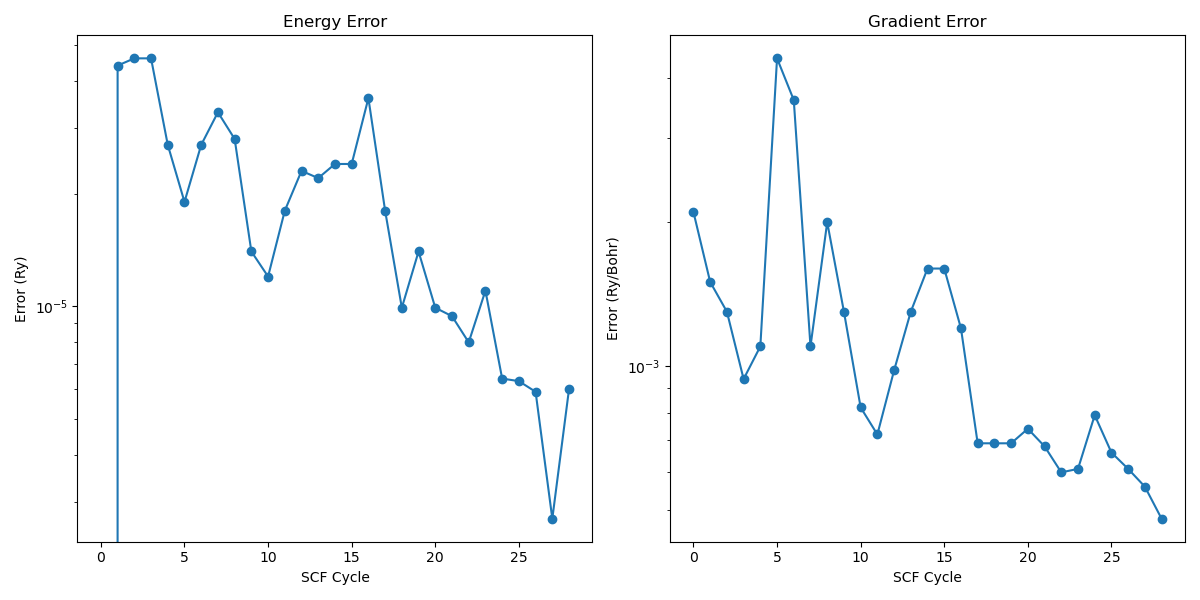 Energy Error
Error (Ry)
10⁻⁵
0 5 10 15 20 25
SCF Cycle
Gradient Error
Error (Ry/Bohr)
10⁻³
0 5 10 15 20 25
SCF Cycle